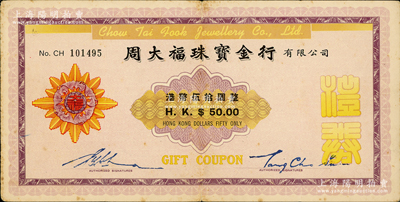 Chow Tai Fook Jewellery Co., Ltd.
No. CH 101495
周大福珠寶金行 有限公司
港幣伍拾圓整
H. K. $ 50.00
HONG KONG DOLLARS FIFTY ONLY
禮券
GIFT COUPON
AUTHORIZED SIGNATURES
AUTHORIZED SIGNATURES